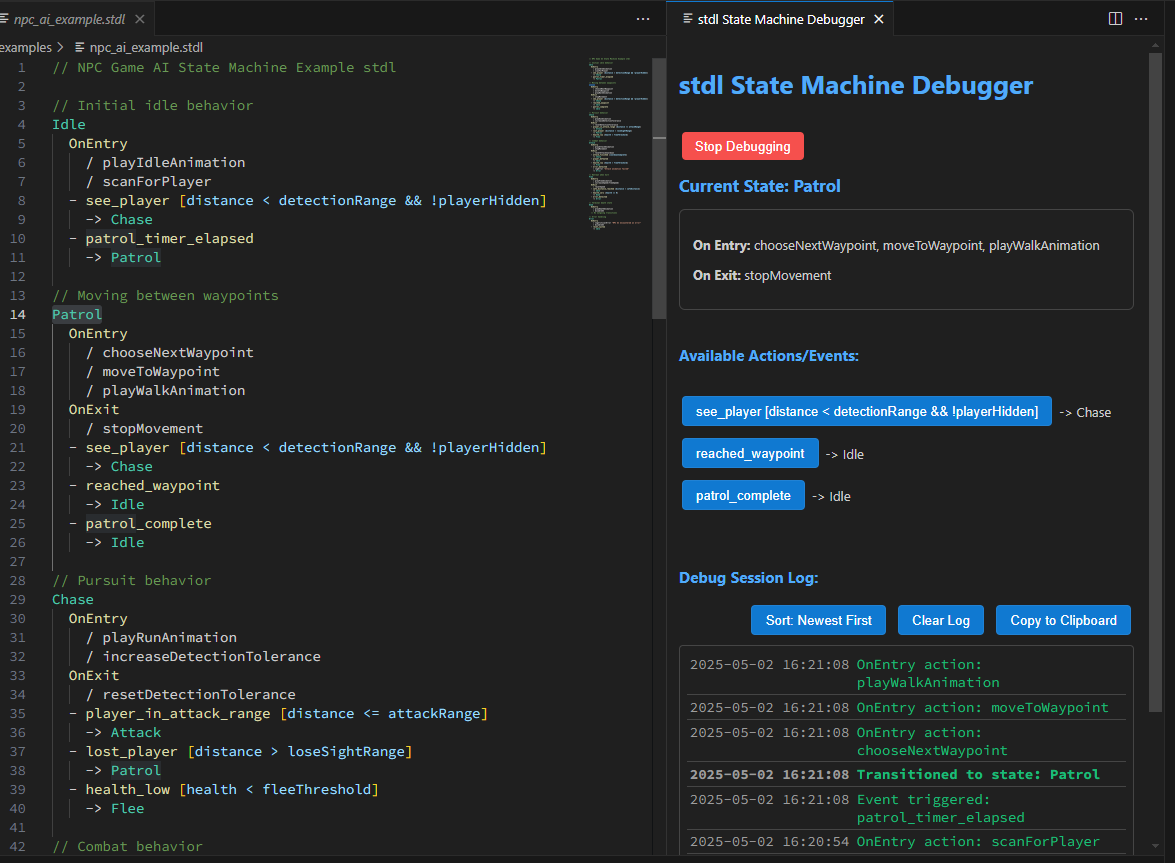 npc_ai_example.stdl
examples > npc_ai_example.stdl
1 // NPC Game AI State Machine Example stdl
2
3 // Initial idle behavior
4 Idle
5 OnEntry
6 / playIdleAnimation
7 / scanForPlayer
8 - see_player [distance < detectionRange && !playerHidden]
9 -> Chase
10 - patrol_timer_elapsed
11 -> Patrol
12
13 // Moving between waypoints
14 Patrol
15 OnEntry
16 / chooseNextWaypoint
17 / moveToWaypoint
18 / playWalkAnimation
19 OnExit
20 / stopMovement
21 - see_player [distance < detectionRange && !playerHidden]
22 -> Chase
23 - reached_waypoint
24 -> Idle
25 - patrol_complete
26 -> Idle
27
28 // Pursuit behavior
29 Chase
30 OnEntry
31 / playRunAnimation
32 / increaseDetectionTolerance
33 OnExit
34 / resetDetectionTolerance
35 - player_in_attack_range [distance <= attackRange]
36 -> Attack
37 - lost_player [distance > loseSightRange]
38 -> Patrol
39 - health_low [health < fleeThreshold]
40 -> Flee
41
42 // Combat behavior
stdl State Machine Debugger
stdl State Machine Debugger
Stop Debugging
Current State: Patrol
On Entry: chooseNextWaypoint, moveToWaypoint, playWalkAnimation
On Exit: stopMovement
Available Actions/Events:
see_player [distance < detectionRange && !playerHidden] -> Chase
reached_waypoint -> Idle
patrol_complete -> Idle
Debug Session Log:
Sort: Newest First Clear Log Copy to Clipboard
2025-05-02 16:21:08 OnEntry action:
playWalkAnimation
2025-05-02 16:21:08 OnEntry action: moveToWaypoint
2025-05-02 16:21:08 OnEntry action:
chooseNextWaypoint
2025-05-02 16:21:08 Transitioned to state: Patrol
2025-05-02 16:21:08 Event triggered:
patrol_timer_elapsed
2025-05-02 16:20:54 OnEntry action: scanForPlayer